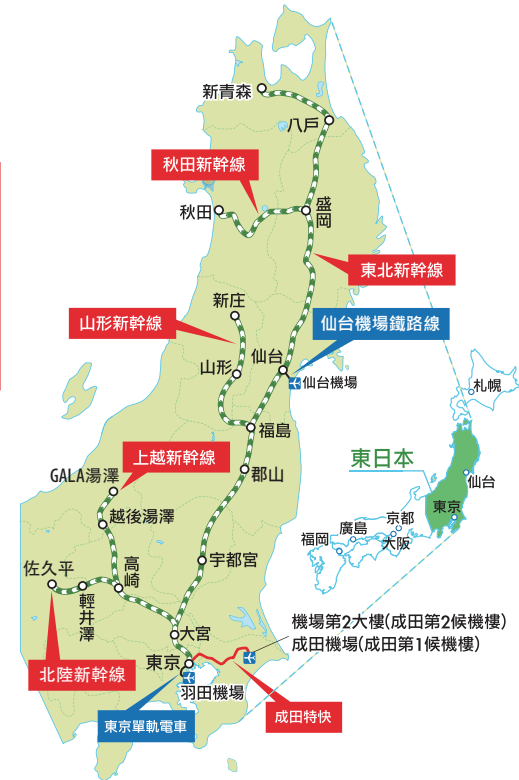 新青森
八戶
秋田新幹線
秋田
盛岡
東北新幹線
新庄
山形新幹線
仙台機場鐵路線
仙台
山形
仙台機場
札幌
福島
上越新幹線
東日本
郡山
GALA湯澤
仙台
越後湯澤
東京
京都
廣島
福岡
大阪
宇都宮
佐久平
高崎
輕井澤
機場第2大樓(成田第2候機樓)
大宮
成田機場(成田第1候機樓)
東京
北陸新幹線
羽田機場
成田特快
東京單軌電車